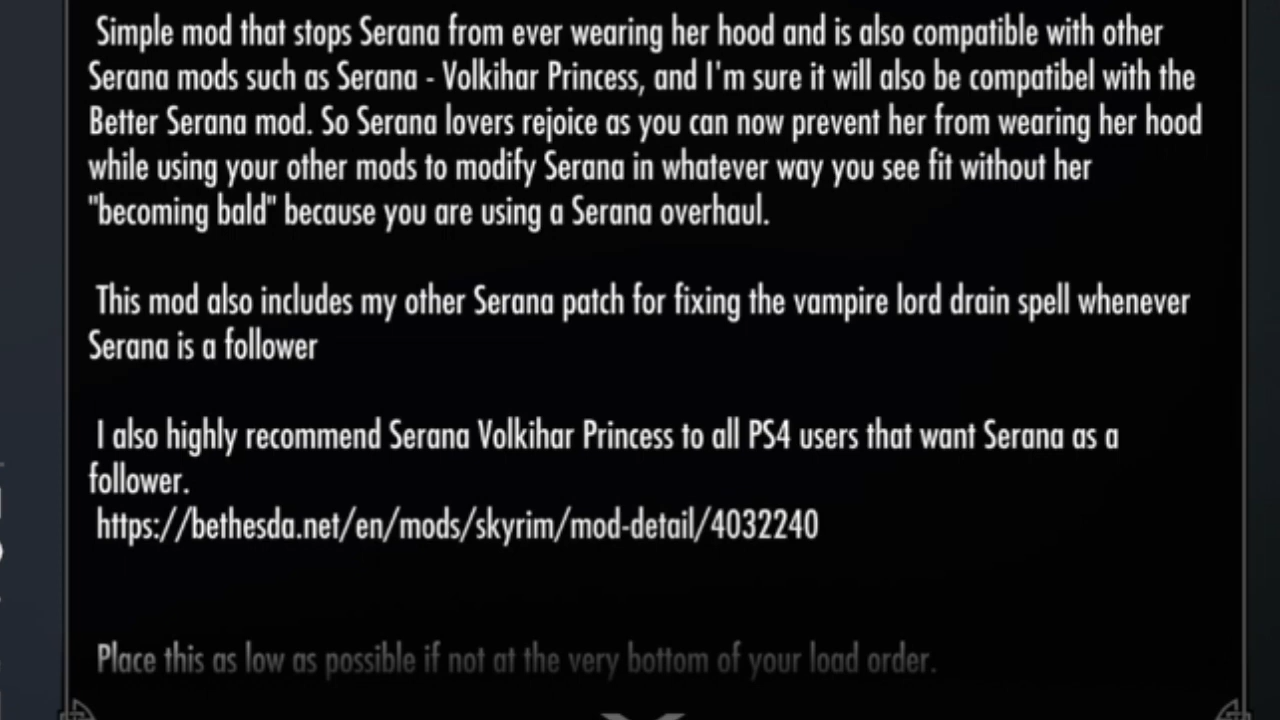 Simple mod that stops Serana from ever wearing her hood and is also compatible with other
Serana mods such as Serana - Volkihar Princess, and I'm sure it will also be compatibel with the
Better Serana mod. So Serana lovers rejoice as you can now prevent her from wearing her hood
while using your other mods to modify Serana in whatever way you see fit without her
"becoming bald" because you are using a Serana overhaul.
This mod also includes my other Serana patch for fixing the vampire lord drain spell whenever
Serana is a follower
I also highly recommend Serana Volkihar Princess to all PS4 users that want Serana as a
follower.
https://bethesda.net/en/mods/skyrim/mod-detail/4032240
Place this as low as possible if not at the very bottom of your load order.